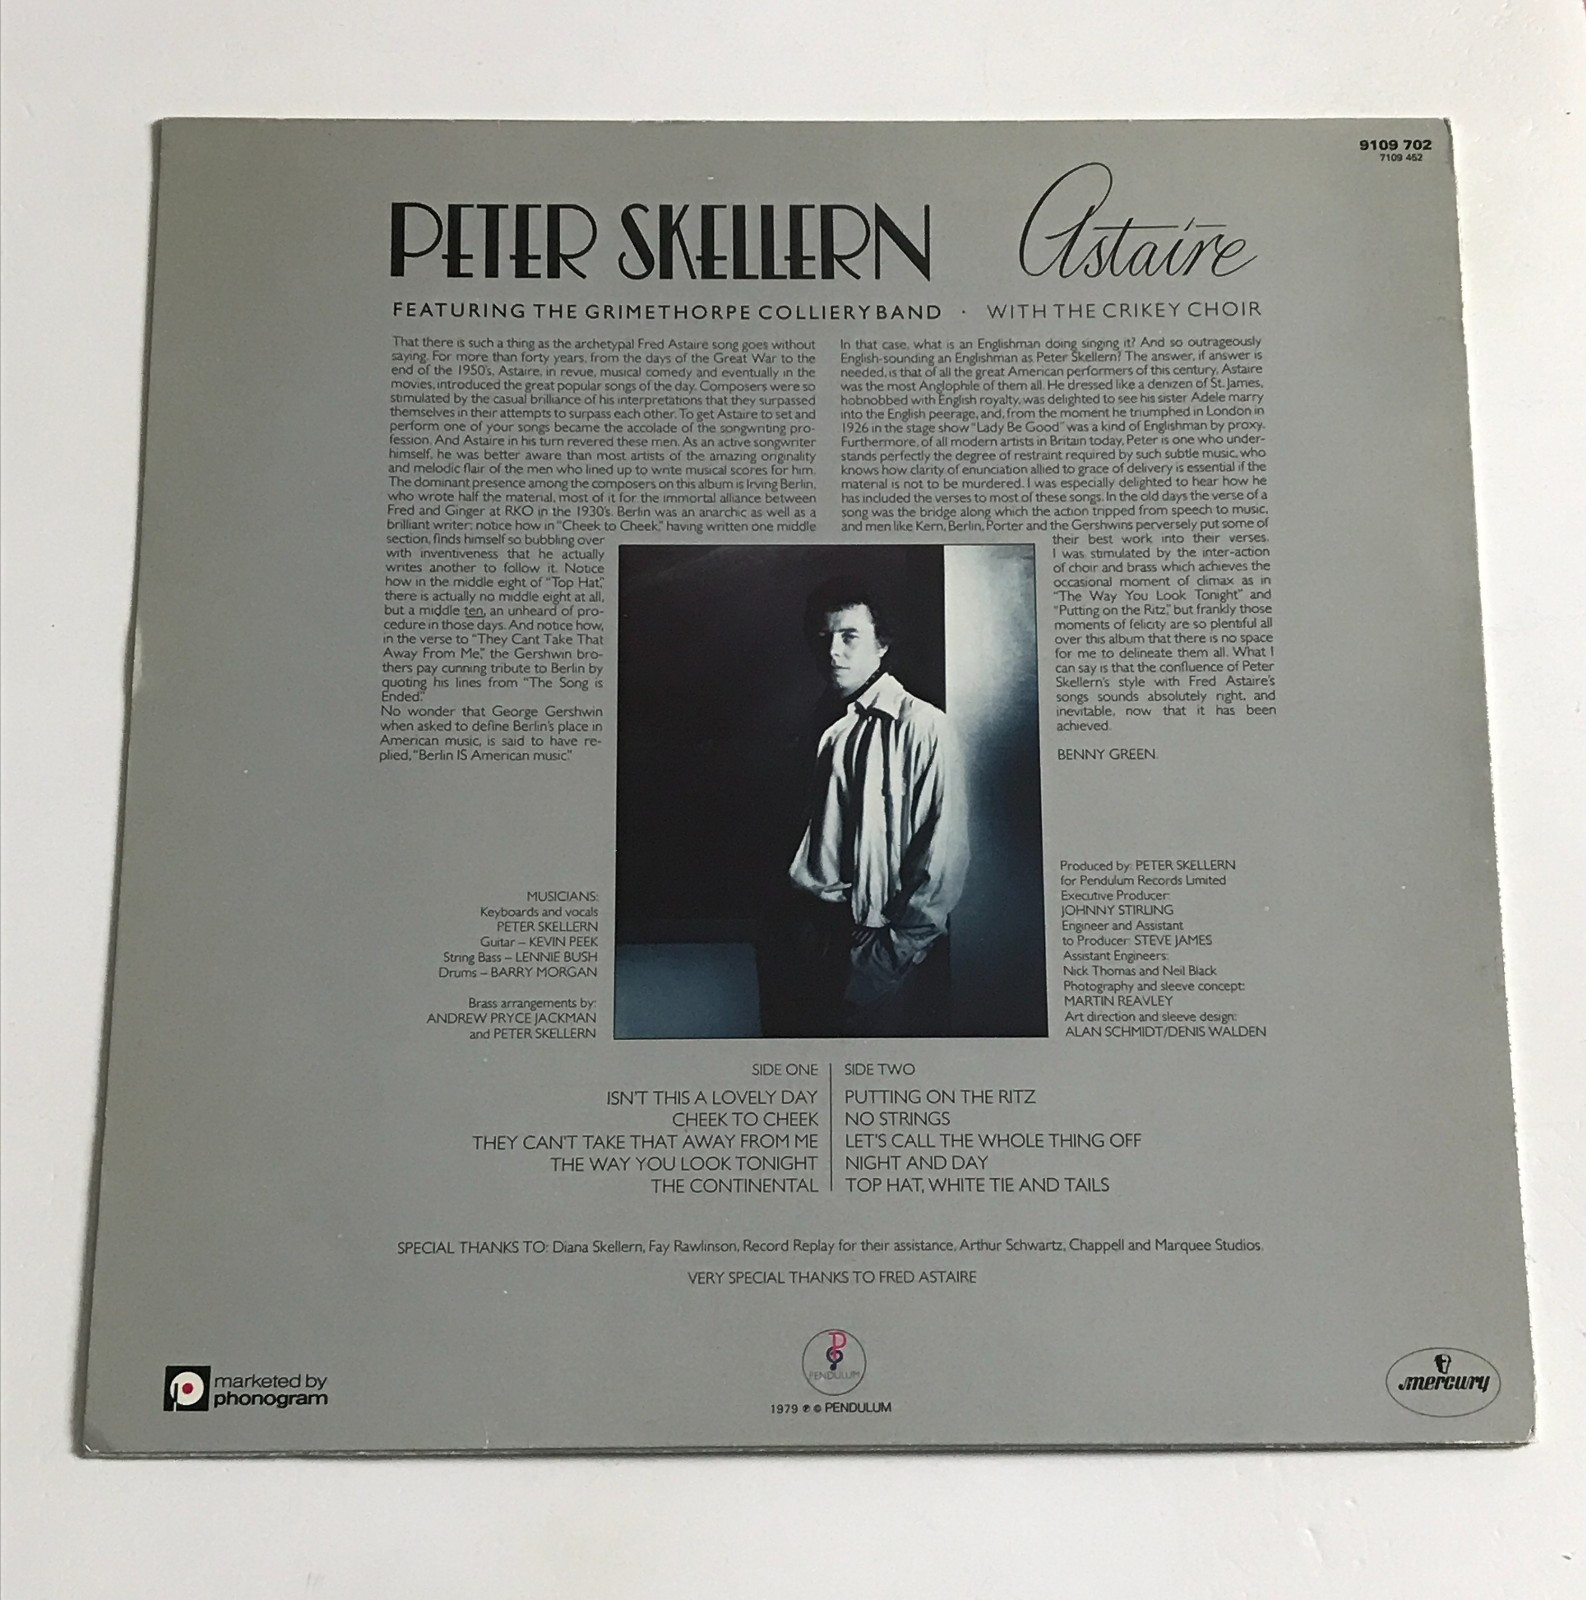 9109 702
7109 452
PETER SKELLERN Astaire
FEATURING THE GRIMETHORPE COLLIERY BAND · WITH THE CRIKEY CHOIR
That there is such a thing as the archetypal Fred Astaire song goes without
saying. For more than forty years, from the days of the Great War to the
end of the 1950's, Astaire, in revue, musical comedy and eventually in the
movies, introduced the great popular songs of the day. Composers were so
stimulated by the casual brilliance of his interpretations that they surpassed
themselves in their attempts to surpass each other. To get Astaire to set and
perform one of your songs became the accolade of the songwriting pro-
fession. And Astaire in his turn revered these men. As an active songwriter
himself, he was better aware than most artists of the amazing originality
and melodic flair of the men who lined up to write musical scores for him.
The dominant presence among the composers on this album is Irving Berlin,
who wrote half the material, most of it for the immortal alliance between
Fred and Ginger at RKO in the 1930's. Berlin was an anarchic as well as a
brilliant writer; notice how in "Cheek to Cheek," having written one middle
section, finds himself so bubbling over
with inventiveness that he actually
writes another to follow it. Notice
how in the middle eight of "Top Hat,"
there is actually no middle eight at all,
but a middle ten, an unheard of pro-
cedure in those days. And notice how,
in the verse to "They Cant Take That
Away From Me," the Gershwin bro-
thers pay cunning tribute to Berlin by
quoting his lines from "The Song is
Ended."
No wonder that George Gershwin
when asked to define Berlin's place in
American music, is said to have re-
plied, "Berlin IS American music."
In that case, what is an Englishman doing singing it? And so outrageously
English-sounding an Englishman as Peter Skellern? The answer, if answer is
needed, is that of all the great American performers of this century, Astaire
was the most Anglophile of them all. He dressed like a denizen of St. James,
hobnobbed with English royalty, was delighted to see his sister Adele marry
into the English peerage, and, from the moment he triumphed in London in
1926 in the stage show "Lady Be Good" was a kind of Englishman by proxy.
Furthermore, of all modern artists in Britain today, Peter is one who under-
stands perfectly the degree of restraint required by such subtle music, who
knows how clarity of enunciation allied to grace of delivery is essential if the
material is not to be murdered. I was especially delighted to hear how he
has included the verses to most of these songs. In the old days the verse of a
song was the bridge along which the action tripped from speech to music,
and men like Kern, Berlin, Porter and the Gershwins perversely put some of
their best work into their verses.
I was stimulated by the inter-action
of choir and brass which achieves the
occasional moment of climax as in
"The Way You Look Tonight" and
"Putting on the Ritz," but frankly those
moments of felicity are so plentiful all
over this album that there is no space
for me to delineate them all. What I
can say is that the confluence of Peter
Skellern's style with Fred Astaire's
songs sounds absolutely right, and
inevitable, now that it has been
achieved.
BENNY GREEN.
MUSICIANS:
Keyboards and vocals
PETER SKELLERN
Guitar – KEVIN PEEK
String Bass – LENNIE BUSH
Drums – BARRY MORGAN
Brass arrangements by:
ANDREW PRYCE JACKMAN
and PETER SKELLERN
Produced by: PETER SKELLERN
for Pendulum Records Limited
Executive Producer:
JOHNNY STIRLING
Engineer and Assistant
to Producer: STEVE JAMES
Assistant Engineers:
Nick Thomas and Neil Black
Photography and sleeve concept:
MARTIN REAVLEY
Art direction and sleeve design:
ALAN SCHMIDT/DENIS WALDEN
SIDE ONE
ISN'T THIS A LOVELY DAY
CHEEK TO CHEEK
THEY CAN'T TAKE THAT AWAY FROM ME
THE WAY YOU LOOK TONIGHT
THE CONTINENTAL
SIDE TWO
PUTTING ON THE RITZ
NO STRINGS
LET'S CALL THE WHOLE THING OFF
NIGHT AND DAY
TOP HAT, WHITE TIE AND TAILS
SPECIAL THANKS TO: Diana Skellern, Fay Rawlinson, Record Replay for their assistance, Arthur Schwartz, Chappell and Marquee Studios.
VERY SPECIAL THANKS TO FRED ASTAIRE
marketed by
phonogram
PENDULUM
1979 ℗ © PENDULUM
mercury